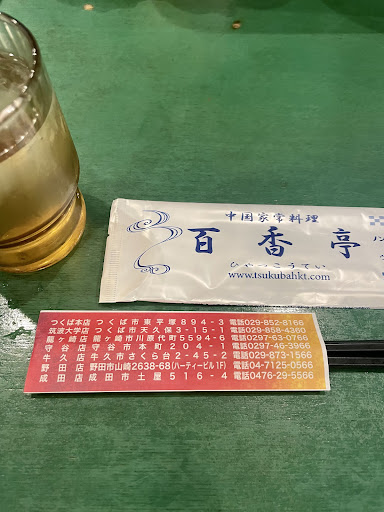 中国家常料理
百香亭
ひゃっこうてい
www.tsukubahkt.com
つくば本店 つくば市東平塚894-3 電話029-852-8166
筑波大学店 つくば市天久保3-15-1 電話029-858-4360
龍ヶ崎店 龍ヶ崎市川原代町5594-6 電話0297-63-0766
守谷店 守谷市本町204-1 電話0297-46-3966
牛久店 牛久市さくら台2-45-2 電話029-873-1566
野田店 野田市山崎2638-68(ハーティービル1F) 電話04-7125-0566
成田店 成田市土屋516-4 電話0476-29-5566